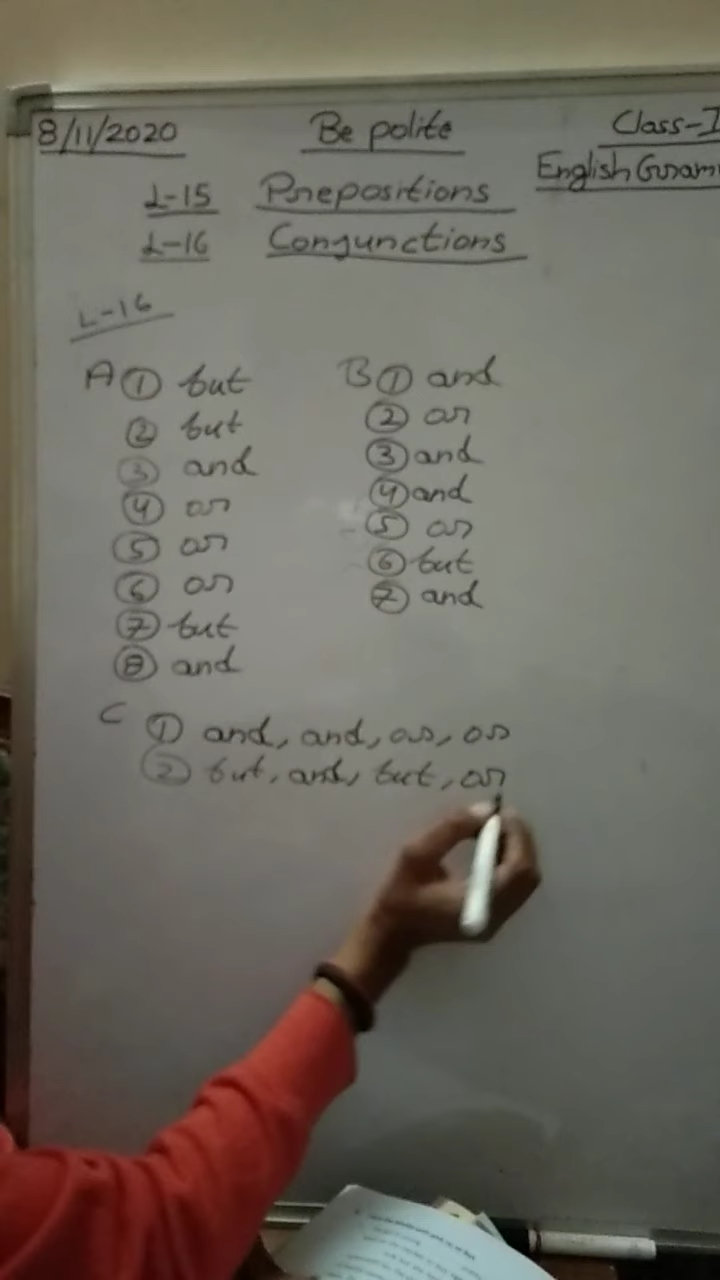 8/11/2020 Be polite Class-I
English Gram
L-15 Prepositions
L-16 Conjunctions
L-16
A ① but
② but
③ and
④ or
⑤ or
⑥ or
⑦ but
⑧ and
B ① and
② or
③ and
④ and
⑤ or
⑥ but
⑦ and
C ① and, and, or, or
② but, and, but, or